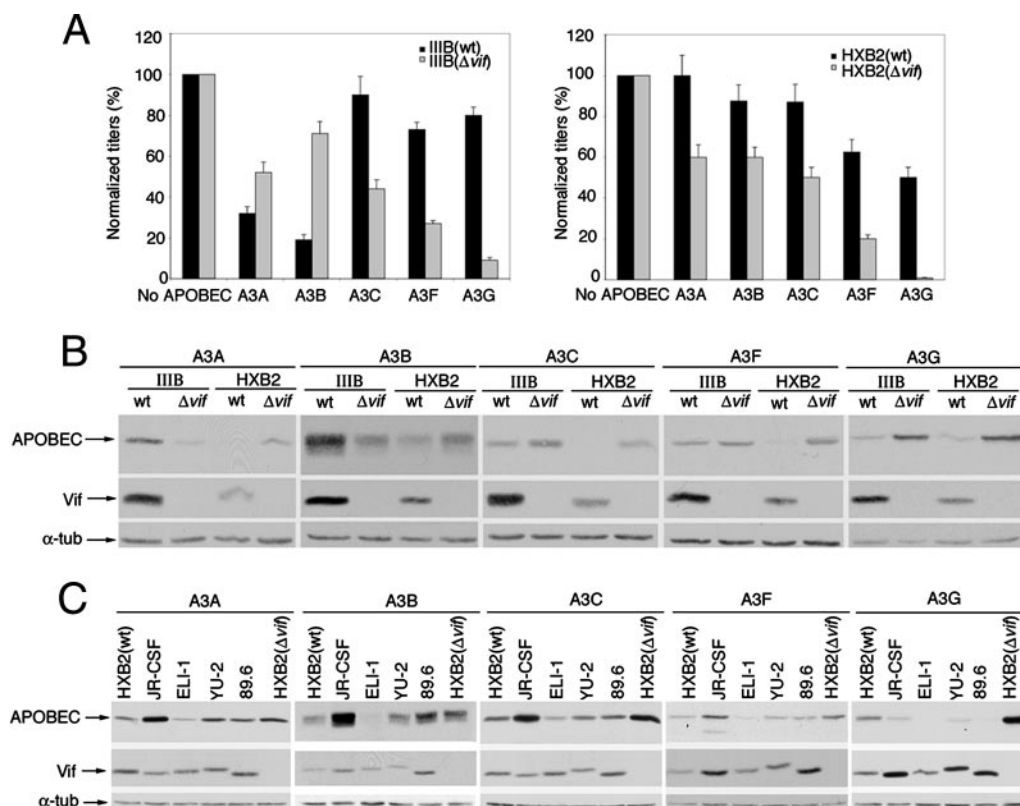 A
120
100
80
60
40
20
0
Normalized titers (%)
IIIB(wt)
IIIB(Δvif)
No APOBEC A3A A3B A3C A3F A3G
120
100
80
60
40
20
0
Normalized titers (%)
HXB2(wt)
HXB2(Δvif)
No APOBEC A3A A3B A3C A3F A3G
B
A3A A3B A3C A3F A3G
IIIB HXB2 IIIB HXB2 IIIB HXB2 IIIB HXB2 IIIB HXB2
wt Δvif wt Δvif wt Δvif wt Δvif wt Δvif wt Δvif wt Δvif wt Δvif wt Δvif wt Δvif
APOBEC
Vif
α-tub
C
A3A A3B A3C A3F A3G
HXB2(wt) JR-CSF ELI-1 YU-2 89.6 HXB2(Δvif) HXB2(wt) JR-CSF ELI-1 YU-2 89.6 HXB2(Δvif) HXB2(wt) JR-CSF ELI-1 YU-2 89.6 HXB2(Δvif) HXB2(wt) JR-CSF ELI-1 YU-2 89.6 HXB2(Δvif) HXB2(wt) JR-CSF ELI-1 YU-2 89.6 HXB2(Δvif)
APOBEC
Vif
α-tub